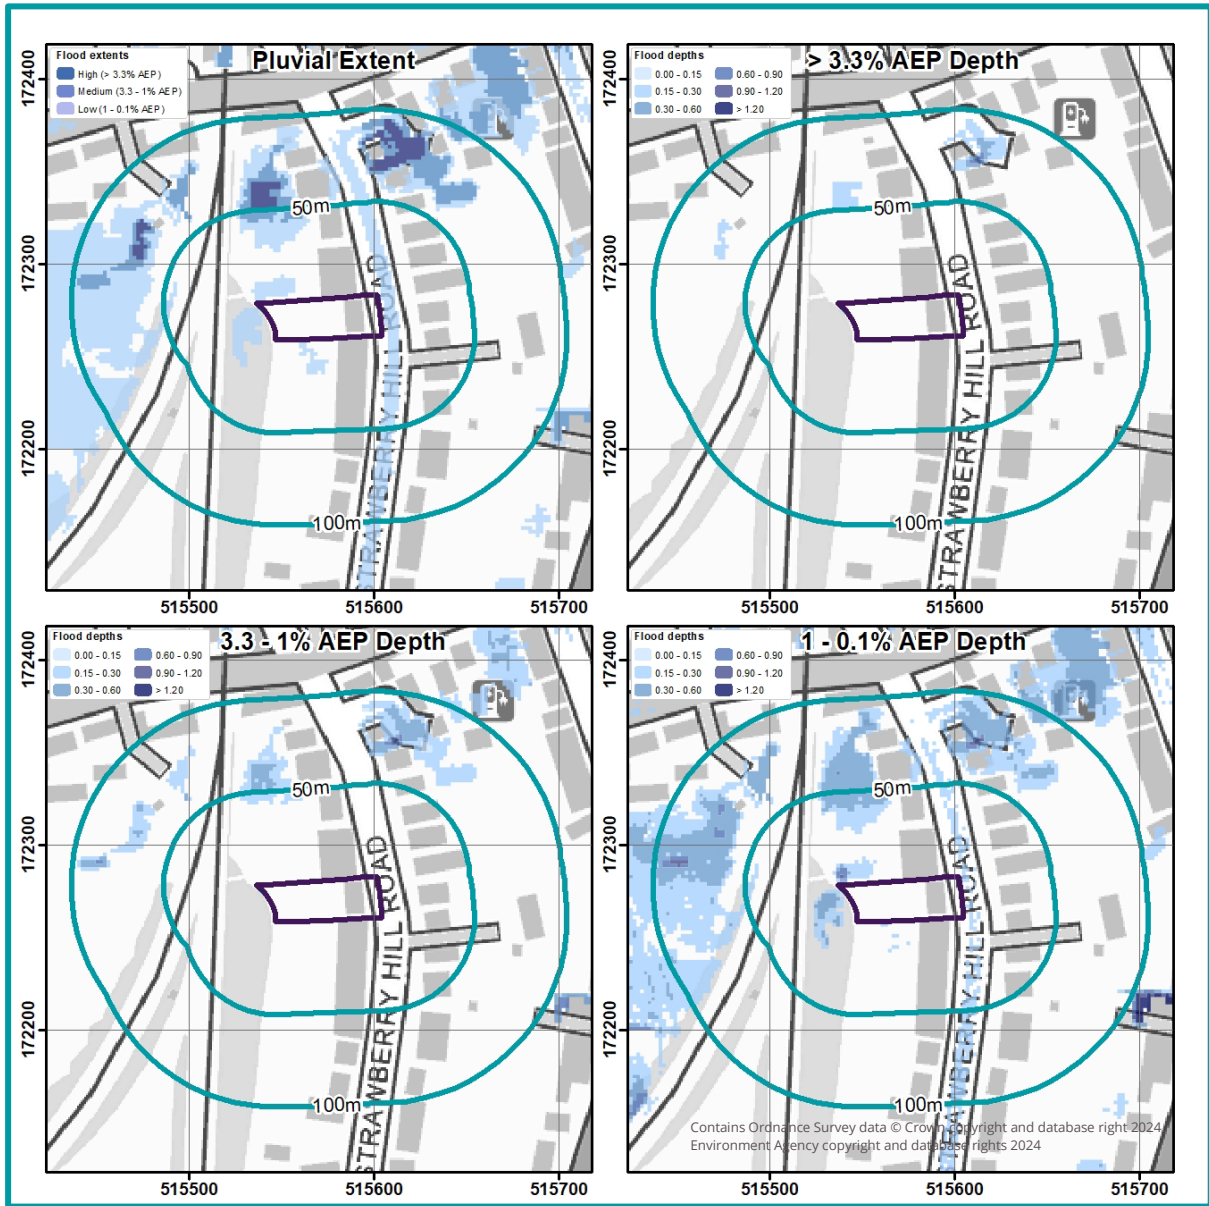 Pluvial Extent
Flood extents
High (> 3.3% AEP)
Medium (3.3 - 1% AEP)
Low (1 - 0.1% AEP)
172400
172300
172200
50m
100m
STRAWBERRY HILL ROAD
515500
515600
515700
> 3.3% AEP Depth
Flood depths
0.00 - 0.15
0.15 - 0.30
0.30 - 0.60
0.60 - 0.90
0.90 - 1.20
> 1.20
172400
172300
172200
50m
100m
STRAWBERRY HILL ROAD
515500
515600
515700
3.3 - 1% AEP Depth
Flood depths
0.00 - 0.15
0.15 - 0.30
0.30 - 0.60
0.60 - 0.90
0.90 - 1.20
> 1.20
172400
172300
172200
50m
100m
STRAWBERRY HILL ROAD
515500
515600
515700
1 - 0.1% AEP Depth
Flood depths
0.00 - 0.15
0.15 - 0.30
0.30 - 0.60
0.60 - 0.90
0.90 - 1.20
> 1.20
172400
172300
172200
50m
100m
STRAWBERRY HILL ROAD
Contains Ordnance Survey data © Crown copyright and database right 2024
Environment Agency copyright and database rights 2024
515500
515600
515700